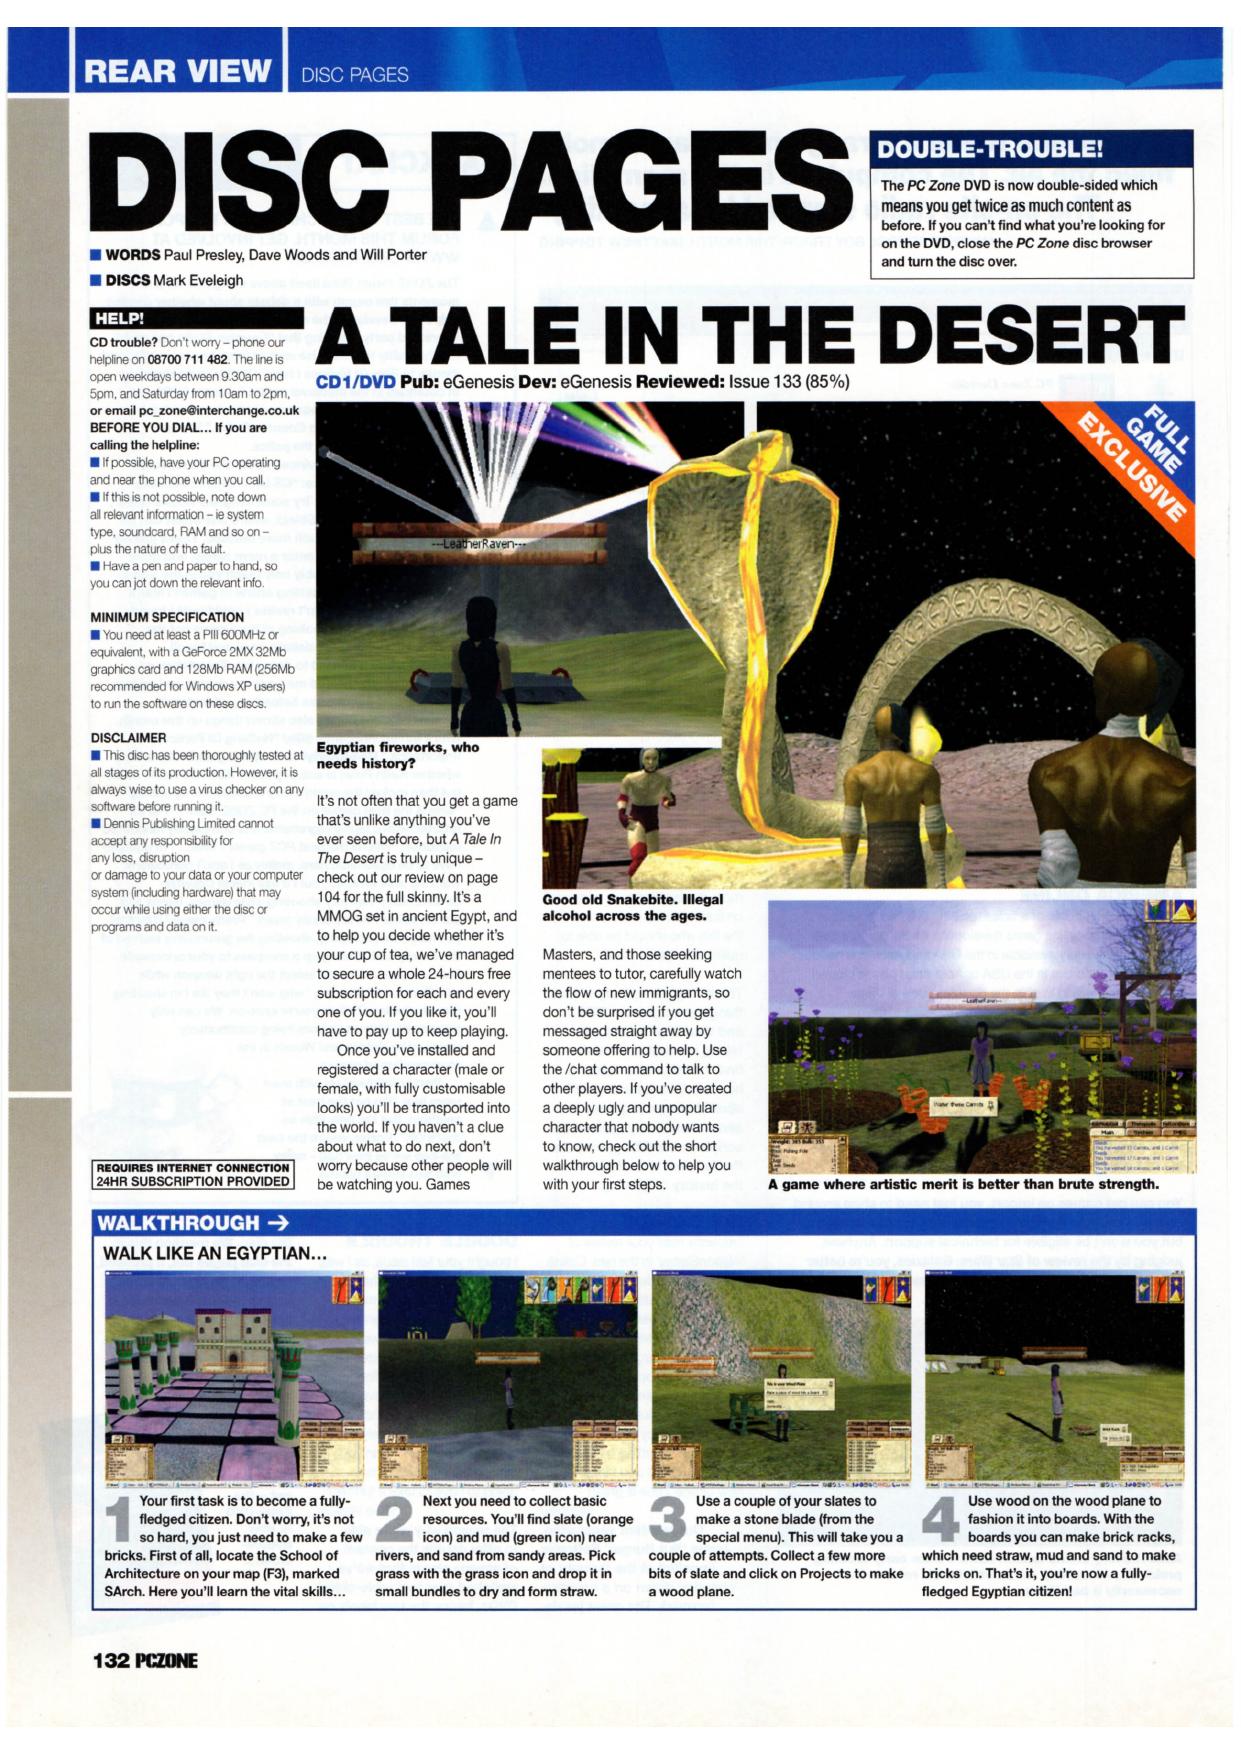 REAR VIEW
DISC PAGES
DISC PAGES
■ WORDS Paul Presley, Dave Woods and Will Porter
■ DISCS Mark Eveleigh
DOUBLE-TROUBLE!
The PC Zone DVD is now double-sided which
means you get twice as much content as
before. If you can't find what you're looking for
on the DVD, close the PC Zone disc browser
and turn the disc over.
HELP!
CD trouble? Don't worry – phone our
helpline on 08700 711 482. The line is
open weekdays between 9.30am and
5pm, and Saturday from 10am to 2pm,
or email pc_zone@interchange.co.uk
BEFORE YOU DIAL... If you are
calling the helpline:
■ If possible, have your PC operating
and near the phone when you call.
■ If this is not possible, note down
all relevant information – ie system
type, soundcard, RAM and so on –
plus the nature of the fault.
■ Have a pen and paper to hand, so
you can jot down the relevant info.
MINIMUM SPECIFICATION
■ You need at least a PIII 600MHz or
equivalent, with a GeForce 2MX 32Mb
graphics card and 128Mb RAM (256Mb
recommended for Windows XP users)
to run the software on these discs.
DISCLAIMER
■ This disc has been thoroughly tested at
all stages of its production. However, it is
always wise to use a virus checker on any
software before running it.
■ Dennis Publishing Limited cannot
accept any responsibility for
any loss, disruption
or damage to your data or your computer
system (including hardware) that may
occur while using either the disc or
programs and data on it.
REQUIRES INTERNET CONNECTION
24HR SUBSCRIPTION PROVIDED
A TALE IN THE DESERT
CD1/DVD Pub: eGenesis Dev: eGenesis Reviewed: Issue 133 (85%)
FULL
GAME
EXCLUSIVE
---LeatherRaven---
Egyptian fireworks, who
needs history?
It's not often that you get a game
that's unlike anything you've
ever seen before, but A Tale In
The Desert is truly unique –
check out our review on page
104 for the full skinny. It's a
MMOG set in ancient Egypt, and
to help you decide whether it's
your cup of tea, we've managed
to secure a whole 24-hours free
subscription for each and every
one of you. If you like it, you'll
have to pay up to keep playing.
Once you've installed and
registered a character (male or
female, with fully customisable
looks) you'll be transported into
the world. If you haven't a clue
about what to do next, don't
worry because other people will
be watching you. Games
Good old Snakebite. Illegal
alcohol across the ages.
Masters, and those seeking
mentees to tutor, carefully watch
the flow of new immigrants, so
don't be surprised if you get
messaged straight away by
someone offering to help. Use
the /chat command to talk to
other players. If you've created
a deeply ugly and unpopular
character that nobody wants
to know, check out the short
walkthrough below to help you
with your first steps.
--LeatherRaven--
Water these Carrots
A game where artistic merit is better than brute strength.
WALKTHROUGH →
WALK LIKE AN EGYPTIAN...
1 Your first task is to become a fully-
fledged citizen. Don't worry, it's not
so hard, you just need to make a few
bricks. First of all, locate the School of
Architecture on your map (F3), marked
SArch. Here you'll learn the vital skills...
2 Next you need to collect basic
resources. You'll find slate (orange
icon) and mud (green icon) near
rivers, and sand from sandy areas. Pick
grass with the grass icon and drop it in
small bundles to dry and form straw.
3 Use a couple of your slates to
make a stone blade (from the
special menu). This will take you a
couple of attempts. Collect a few more
bits of slate and click on Projects to make
a wood plane.
4 Use wood on the wood plane to
fashion it into boards. With the
boards you can make brick racks,
which need straw, mud and sand to make
bricks on. That's it, you're now a fully-
fledged Egyptian citizen!
132 PCZONE